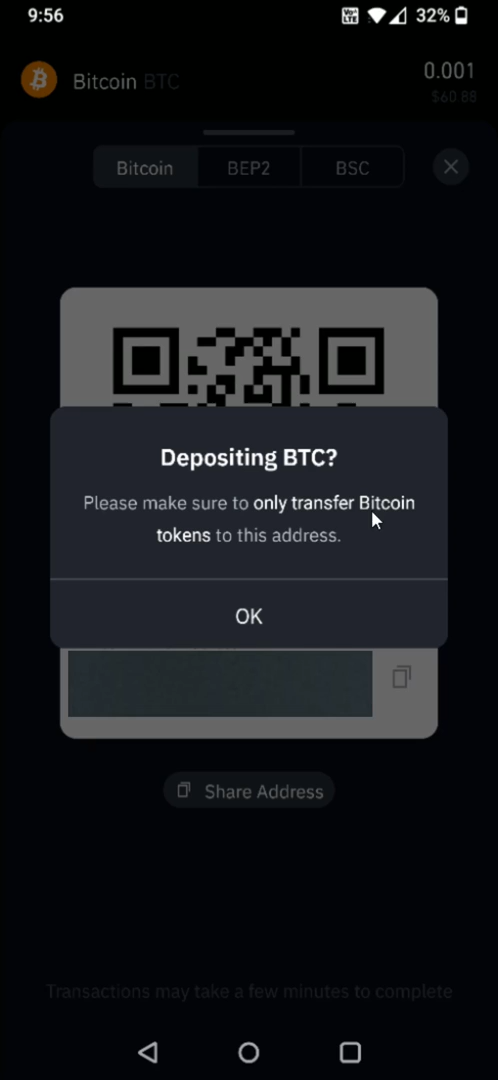 9:56
VoLTE
32%
Bitcoin BTC
0.001
$60.88
Bitcoin
BEP2
BSC
Depositing BTC?
Please make sure to only transfer Bitcoin
tokens to this address.
OK
Share Address
Transactions may take a few minutes to complete